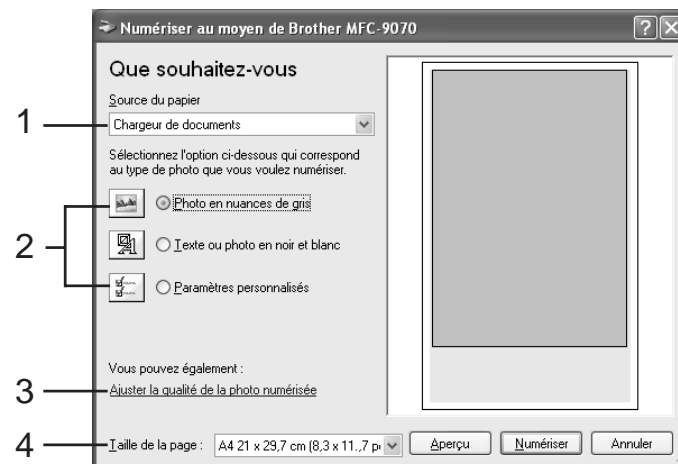 Numériser au moyen de Brother MFC-9070
Que souhaitez-vous
Source du papier
1
Chargeur de documents
Sélectionnez l'option ci-dessous qui correspond
au type de photo que vous voulez numériser.
Photo en nuances de gris
2
Texte ou photo en noir et blanc
Paramètres personnalisés
Vous pouvez également :
3
Ajuster la qualité de la photo numérisée
4
Taille de la page : A4 21 x 29,7 cm (8,3 x 11.,7 p
Aperçu
Numériser
Annuler